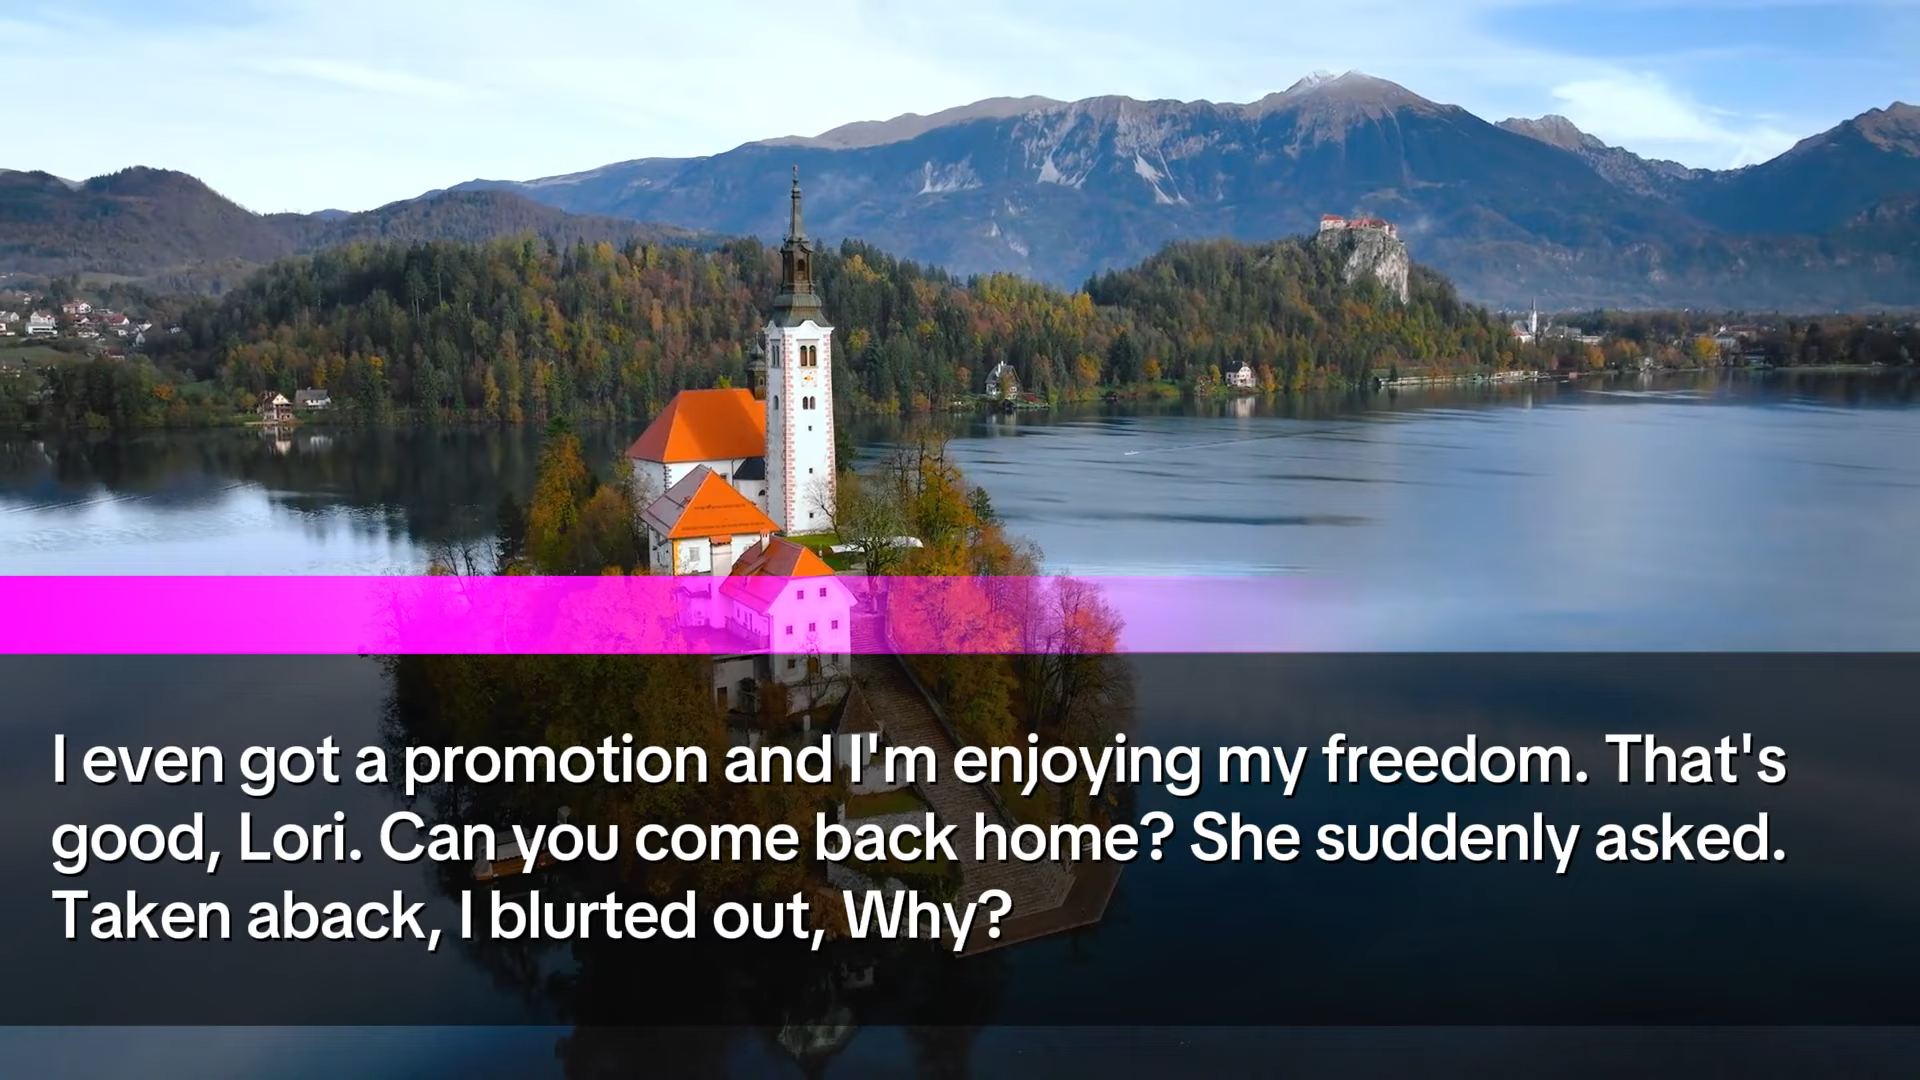 I even got a promotion and I'm enjoying my freedom. That's
good, Lori. Can you come back home? She suddenly asked.
Taken aback, I blurted out, Why?